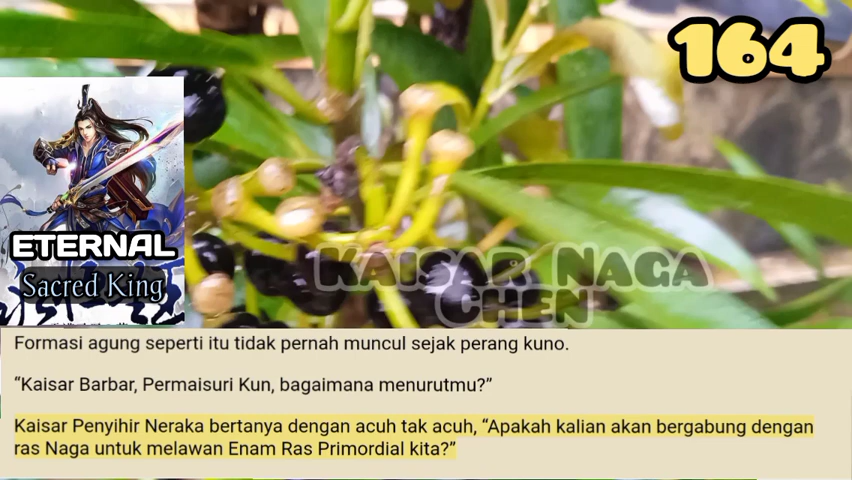 164
ETERNAL
Sacred King
KAISAR NAGA
CHEN
Formasi agung seperti itu tidak pernah muncul sejak perang kuno.
“Kaisar Barbar, Permaisuri Kun, bagaimana menurutmu?”
Kaisar Penyihir Neraka bertanya dengan acuh tak acuh, “Apakah kalian akan bergabung dengan
ras Naga untuk melawan Enam Ras Primordial kita?”